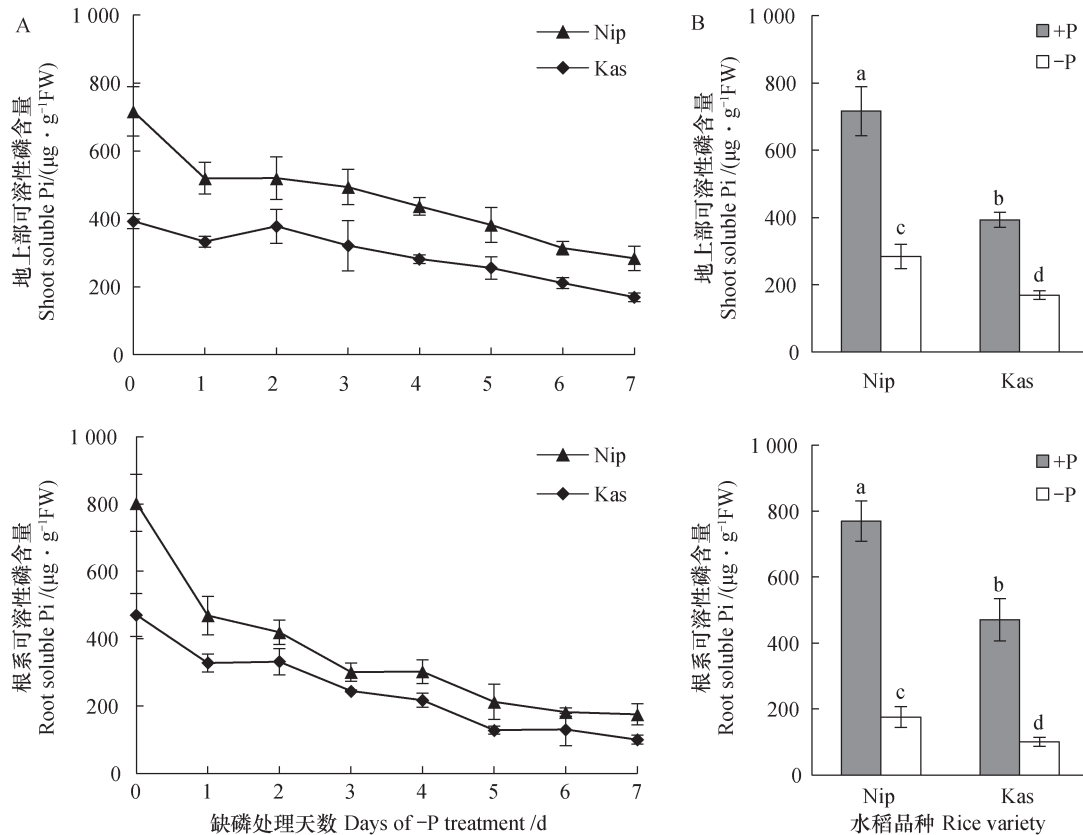 A
1 000
800
600
400
200
0
地上部可溶性磷含量
Shoot soluble Pi/(μg·g⁻¹FW)
Nip
Kas
0 1 2 3 4 5 6 7
B
1 000
800
600
400
200
0
地上部可溶性磷含量
Shoot soluble Pi /(μg·g⁻¹FW)
+P
−P
a
b
c
d
Nip Kas
1 000
800
600
400
200
0
根系可溶性磷含量
Root soluble Pi /(μg·g⁻¹FW)
Nip
Kas
0 1 2 3 4 5 6 7
缺磷处理天数 Days of −P treatment /d
1 000
800
600
400
200
0
根系可溶性磷含量
Root soluble Pi /(μg·g⁻¹FW)
+P
−P
a
b
c
d
Nip Kas
水稻品种 Rice variety